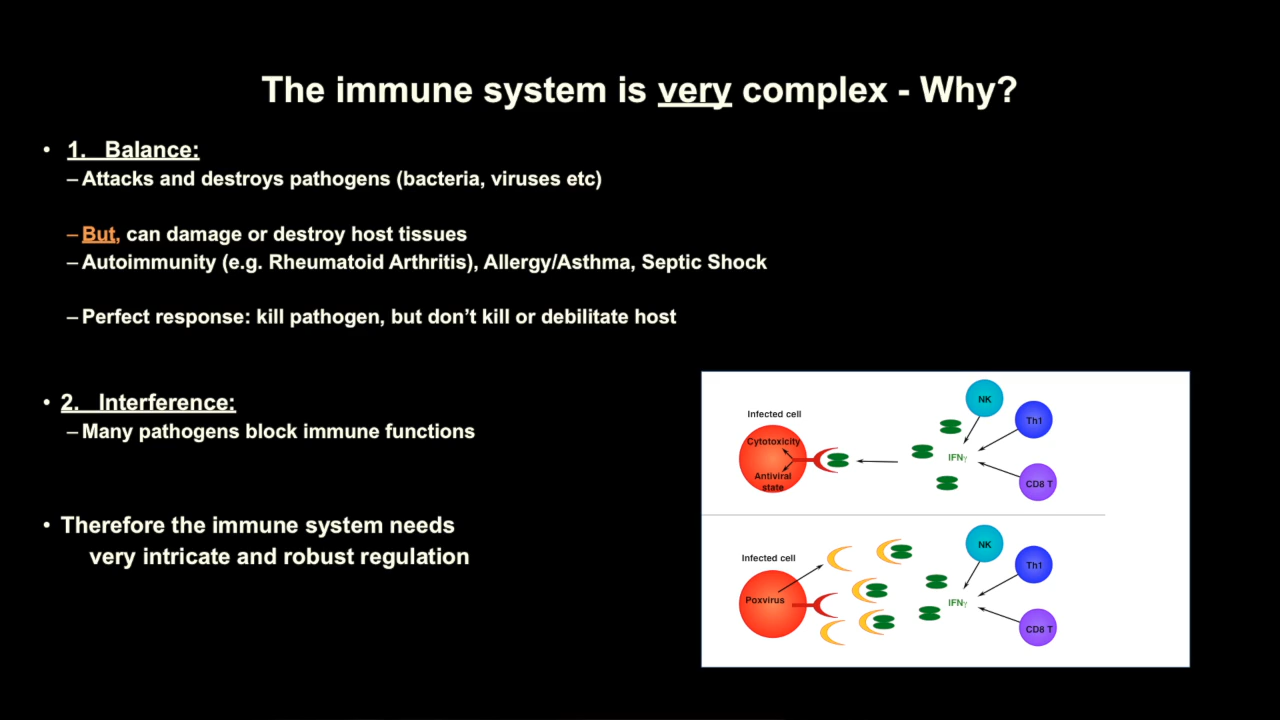 The immune system is very complex - Why?
• 1. Balance:
– Attacks and destroys pathogens (bacteria, viruses etc)
– But, can damage or destroy host tissues
– Autoimmunity (e.g. Rheumatoid Arthritis), Allergy/Asthma, Septic Shock
– Perfect response: kill pathogen, but don’t kill or debilitate host
• 2. Interference:
– Many pathogens block immune functions
• Therefore the immune system needs
very intricate and robust regulation
Infected cell
Cytotoxicity
Antiviral
state
NK
Th1
IFNγ
CD8 T
Infected cell
Poxvirus
NK
Th1
IFNγ
CD8 T